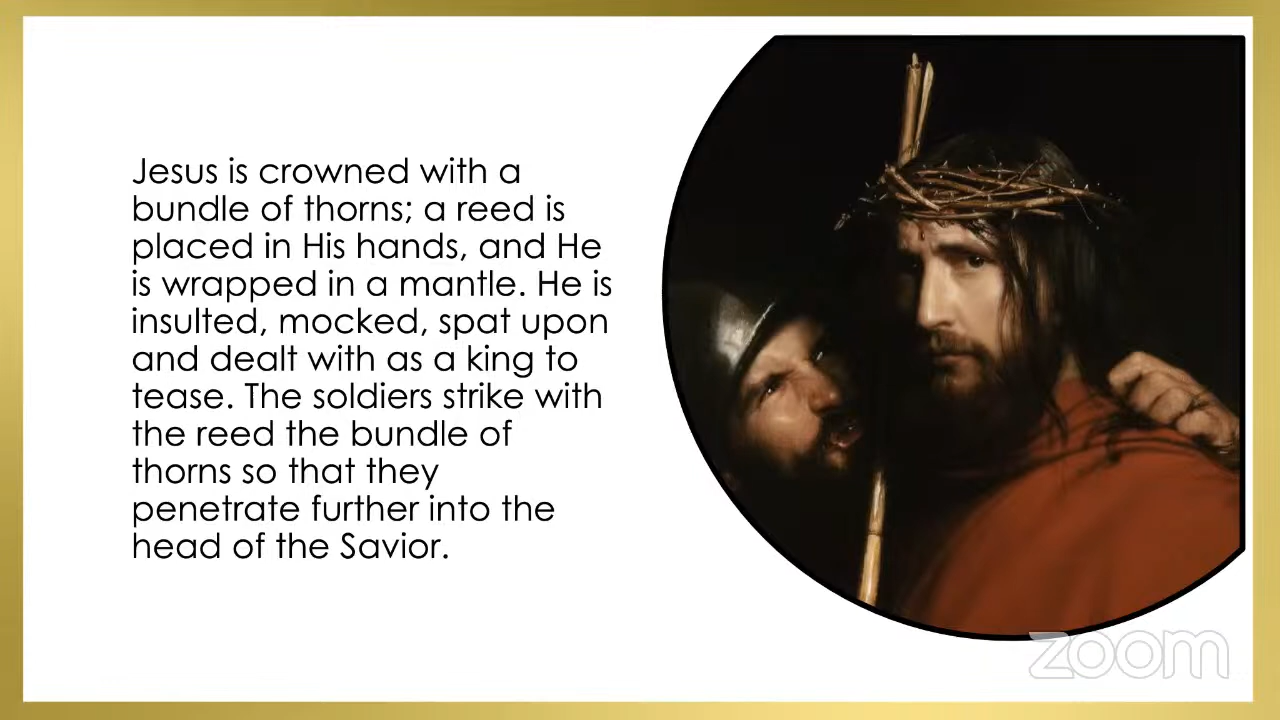 Jesus is crowned with a
bundle of thorns; a reed is
placed in His hands, and He
is wrapped in a mantle. He is
insulted, mocked, spat upon
and dealt with as a king to
tease. The soldiers strike with
the reed the bundle of
thorns so that they
penetrate further into the
head of the Savior.
zoom